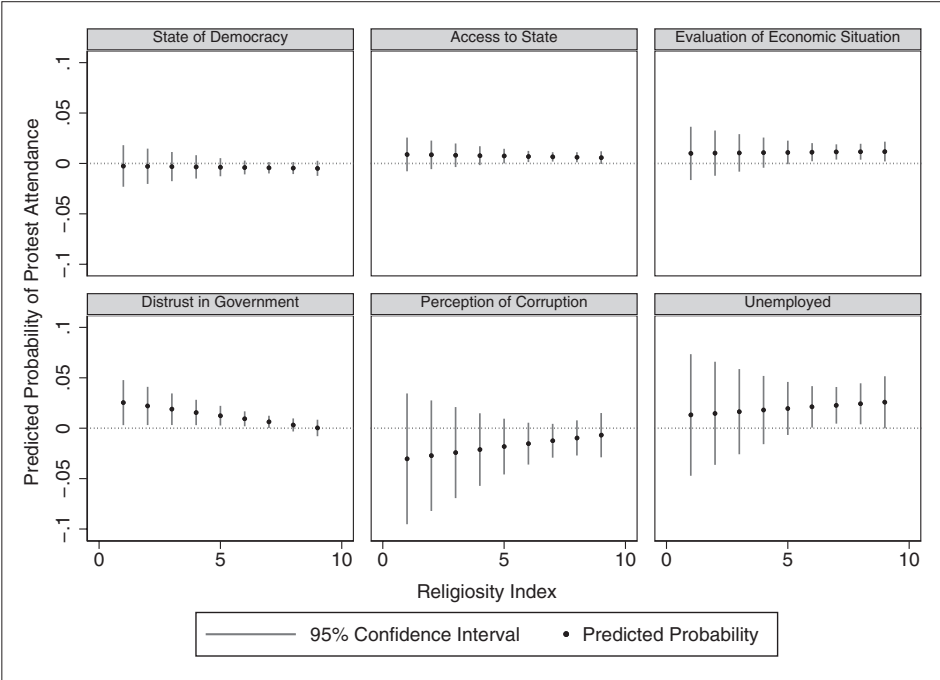 State of Democracy
Access to State
Evaluation of Economic Situation
Predicted Probability of Protest Attendance
.1
.05
0
-.05
-.1
Distrust in Government
Perception of Corruption
Unemployed
.1
.05
0
-.05
-.1
0 5 10
0 5 10
0 5 10
Religiosity Index
95% Confidence Interval
Predicted Probability